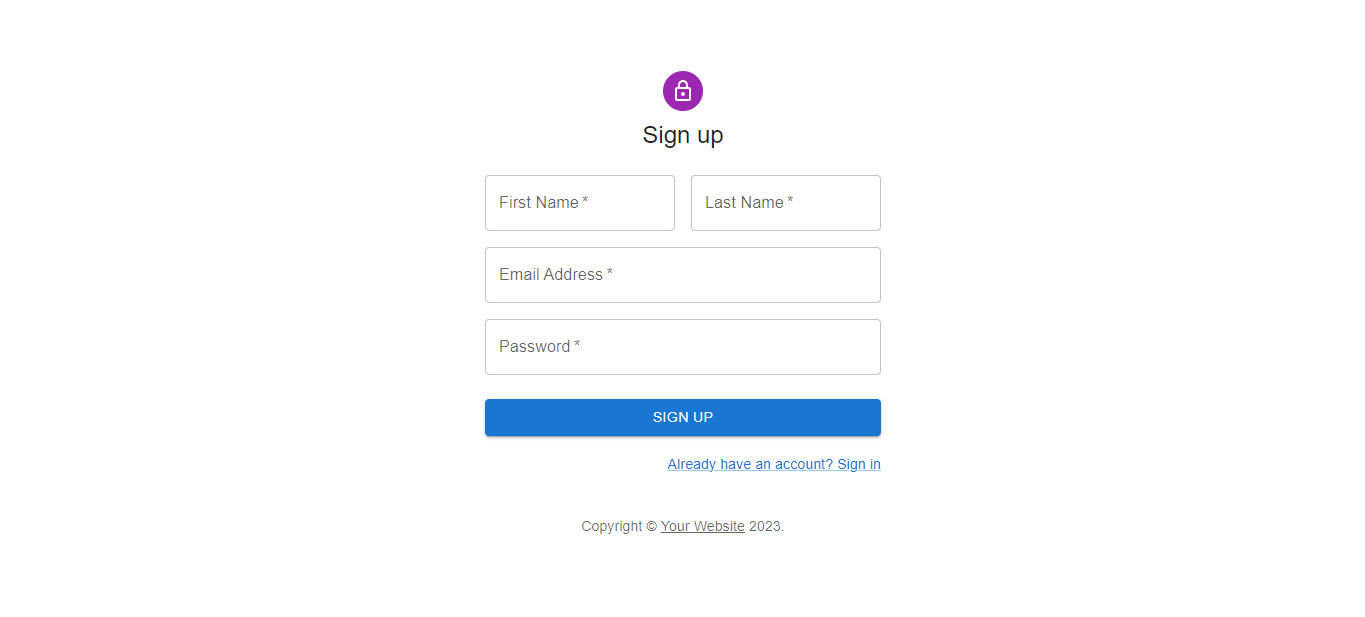 Sign up
First Name *
Last Name *
Email Address *
Password *
SIGN UP
Already have an account? Sign in
Copyright © Your Website 2023.